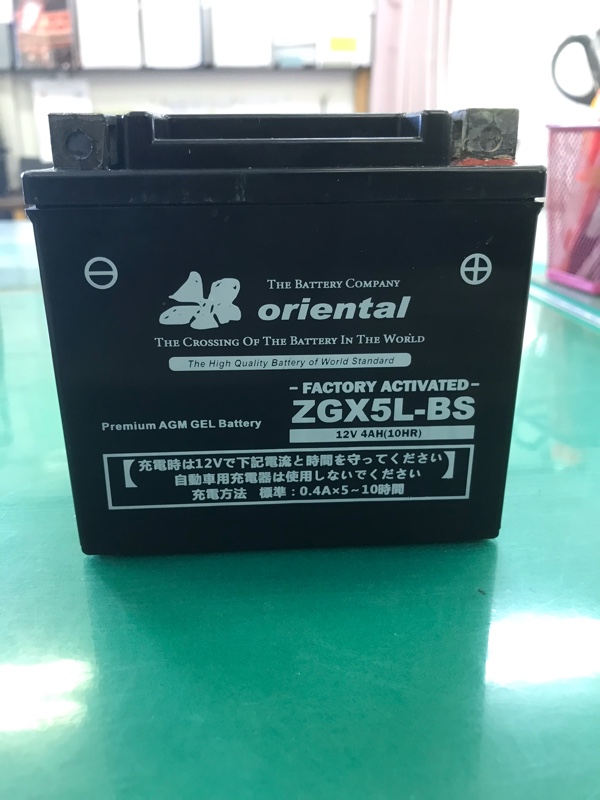 ⊖
⊕
THE BATTERY COMPANY
oriental
THE CROSSING OF THE BATTERY IN THE WORLD
The High Quality Battery of World Standard
– FACTORY ACTIVATED –
ZGX5L-BS
Premium AGM GEL Battery
12V 4AH(10HR)
【充電時は12Vで下記電流と時間を守ってください】
自動車用充電器は使用しないでください
充電方法 標準：0.4A×5~10時間